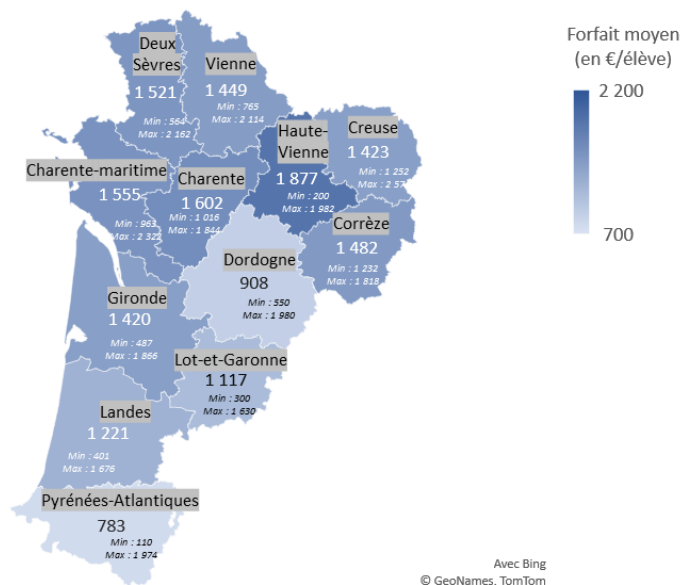 Forfait moyen
(en €/élève)
2 200
700
Deux
Sèvres
1 521
Min : 564
Max : 2 162
Vienne
1 449
Min : 765
Max : 2 114
Haute-
Vienne
1 877
Min : 200
Max : 1 982
Creuse
1 423
Min : 1 252
Max : 2 57
Charente-maritime
1 555
Min : 963
Max : 2 322
Charente
1 602
Min : 1 016
Max : 1 844
Corrèze
1 482
Min : 1 232
Max : 1 818
Dordogne
908
Min : 550
Max : 1 980
Gironde
1 420
Min : 487
Max : 1 866
Lot-et-Garonne
1 117
Min : 300
Max : 1 630
Landes
1 221
Min : 401
Max : 1 676
Pyrénées-Atlantiques
783
Min : 110
Max : 1 974
Avec Bing
© GeoNames, TomTom